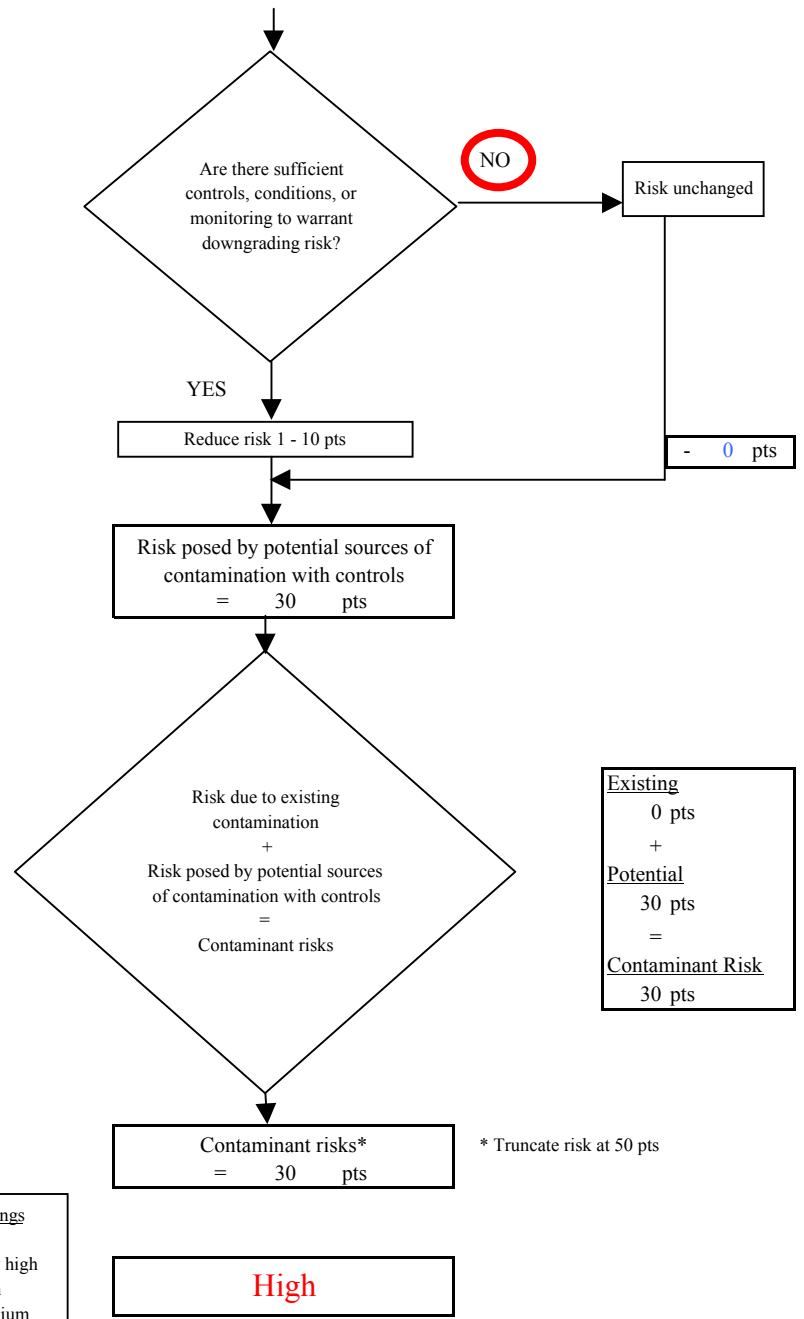 Are there sufficient
controls, conditions, or
monitoring to warrant
downgrading risk?
NO
Risk unchanged
YES
Reduce risk 1 - 10 pts
- 0 pts
Risk posed by potential sources of
contamination with controls
= 30 pts
Risk due to existing
contamination
+
Risk posed by potential sources
of contamination with controls
=
Contaminant risks
Existing
0 pts
+
Potential
30 pts
=
Contaminant Risk
30 pts
Contaminant risks*
= 30 pts
* Truncate risk at 50 pts
high
High